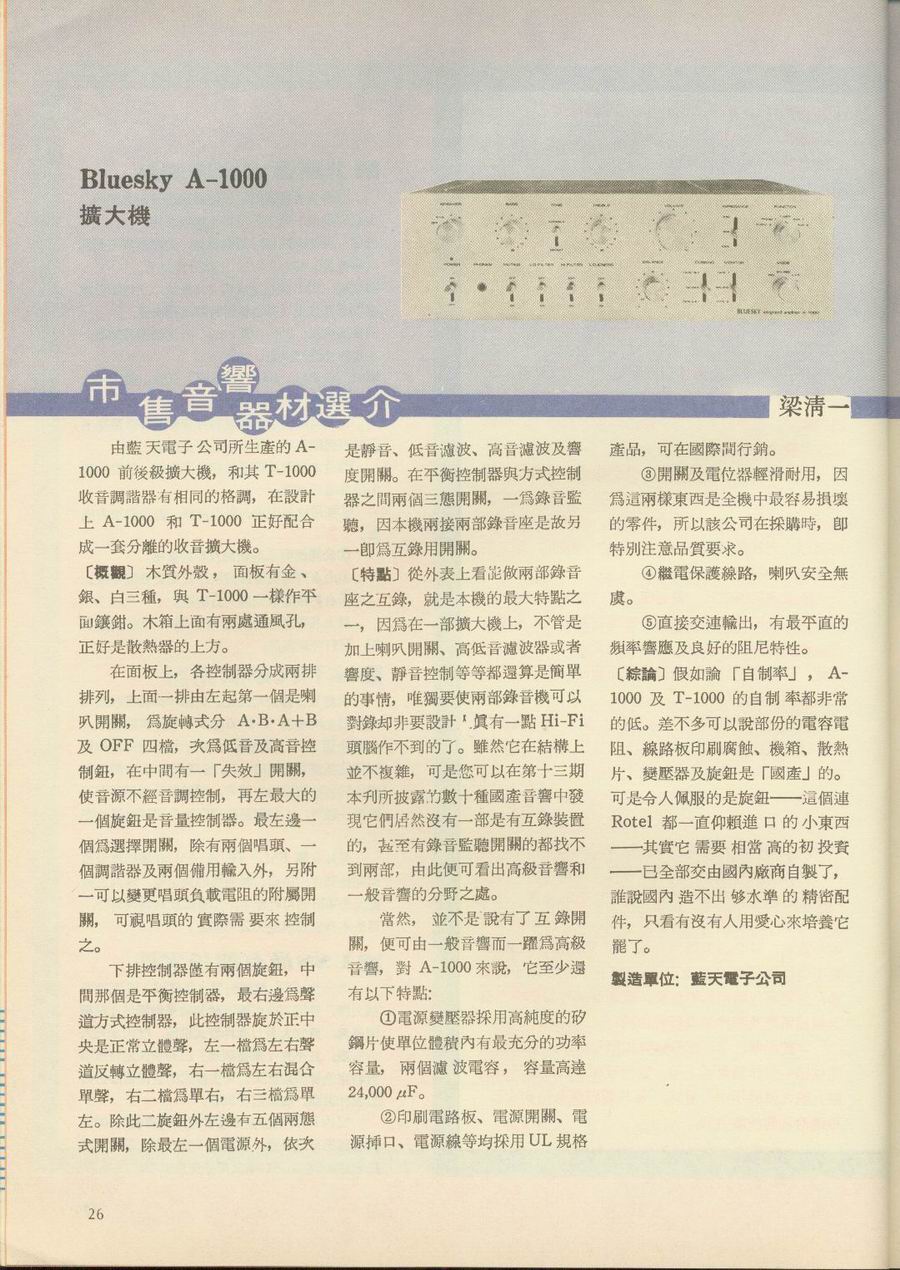 Bluesky A-1000
擴大機
SPEAKER BASS TONE TREBLE VOLUME IMPEDANCE FUNCTION
POWER PHONES MUTING LO FILTER HI FILTER LOUDNESS BALANCE DUBBING MONITOR MODE
BLUESKY integrated amplifier A-1000
市售音響器材選介
梁淸一
由藍天電子公司所生產的 A-
1000 前後級擴大機，和其 T-1000
收音調諧器有相同的格調，在設計
上 A-1000 和 T-1000 正好配合
成一套分離的收音擴大機。
〔概觀〕木質外殼，面板有金、
銀、白三種，與 T-1000 一樣作平
面鑲鉗。木箱上面有兩處通風孔，
正好是散熱器的上方。
在面板上，各控制器分成兩排
排列，上面一排由左起第一個是喇
叭開關，爲旋轉式分 A·B·A+B
及 OFF 四檔，次爲低音及高音控
制鈕，在中間有一「失效」開關，
使音源不經音調控制，再左最大的
一個旋鈕是音量控制器。最左邊一
個爲選擇開關，除有兩個唱頭、一
個調諧器及兩個備用輸入外，另附
一可以變更唱頭負載電阻的附屬開
關，可視唱頭的實際需要來控制
之。
下排控制器僅有兩個旋鈕，中
間那個是平衡控制器，最右邊爲聲
道方式控制器，此控制器旋於正中
央是正常立體聲，左一檔爲左右聲
道反轉立體聲，右一檔爲左右混合
單聲，右二檔爲單右，右三檔爲單
左。除此二旋鈕外左邊有五個兩態
式開關，除最左一個電源外，依次
是靜音、低音濾波、高音濾波及響
度開關。在平衡控制器與方式控制
器之間兩個三態開關，一爲錄音監
聽，因本機兩接兩部錄音座是故另
一卽爲互錄用開關。
〔特點〕從外表上看能做兩部錄音
座之互錄，就是本機的最大特點之
一，因爲在一部擴大機上，不管是
加上喇叭開關、高低音濾波器或者
響度、靜音控制等等都還算是簡單
的事情，唯獨要使兩部錄音機可以
對錄却非要設計者眞有一點 Hi-Fi
頭腦作不到的了。雖然它在結構上
並不複雜，可是您可以在第十三期
本刋所披露的數十種國產音響中發
現它們居然沒有一部是有互錄裝置
的，甚至有錄音監聽開關的都找不
到兩部，由此便可看出高級音響和
一般音響的分野之處。
當然，並不是說有了互錄開
關，便可由一般音響而一躍爲高級
音響，對 A-1000 來說，它至少還
有以下特點：
①電源變壓器採用高純度的矽
鋼片使單位體積內有最充分的功率
容量，兩個濾波電容，容量高達
24,000 μF。
②印刷電路板、電源開關、電
源揷口、電源線等均採用 UL 規格
產品，可在國際間行銷。
③開關及電位器輕滑耐用，因
爲這兩樣東西是全機中最容易損壞
的零件，所以該公司在採購時，卽
特別注意品質要求。
④繼電保護線路，喇叭安全無
虞。
⑤直接交連輸出，有最平直的
頻率響應及良好的阻尼特性。
〔綜論〕假如論「自制率」，A-
1000 及 T-1000 的自制率都非常
的低。差不多可以說部份的電容電
阻、線路板印刷腐蝕、機箱、散熱
片、變壓器及旋鈕是「國產」的。
可是令人佩服的是旋鈕——這個連
Rotel 都一直仰賴進口的小東西
——其實它需要相當高的初投資
——已全部交由國內廠商自製了，
誰說國內造不出够水準的精密配
件，只看有沒有人用愛心來培養它
罷了。
製造單位：藍天電子公司
26